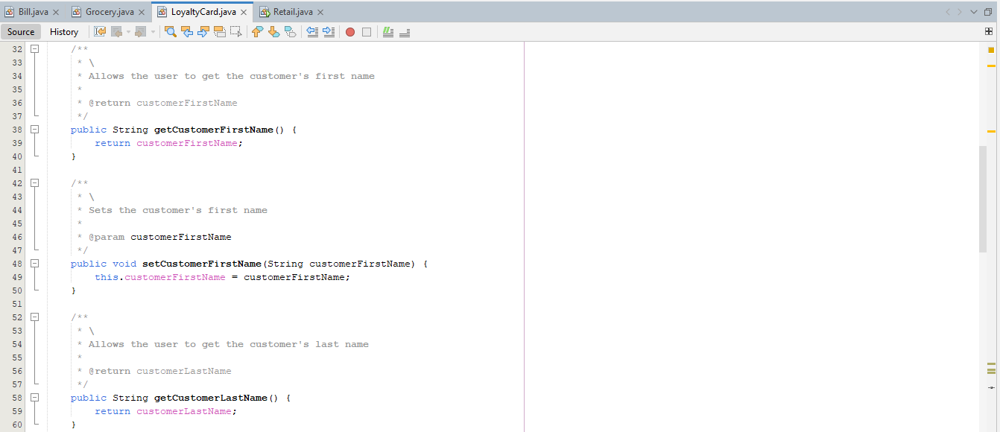 Bill.java Grocery.java LoyaltyCard.java Retail.java
Source History
32 /**
33 * \
34 * Allows the user to get the customer's first name
35 *
36 * @return customerFirstName
37 */
38 public String getCustomerFirstName() {
39 return customerFirstName;
40 }
41
42 /**
43 * \
44 * Sets the customer's first name
45 *
46 * @param customerFirstName
47 */
48 public void setCustomerFirstName(String customerFirstName) {
49 this.customerFirstName = customerFirstName;
50 }
51
52 /**
53 * \
54 * Allows the user to get the customer's last name
55 *
56 * @return customerLastName
57 */
58 public String getCustomerLastName() {
59 return customerLastName;
60 }